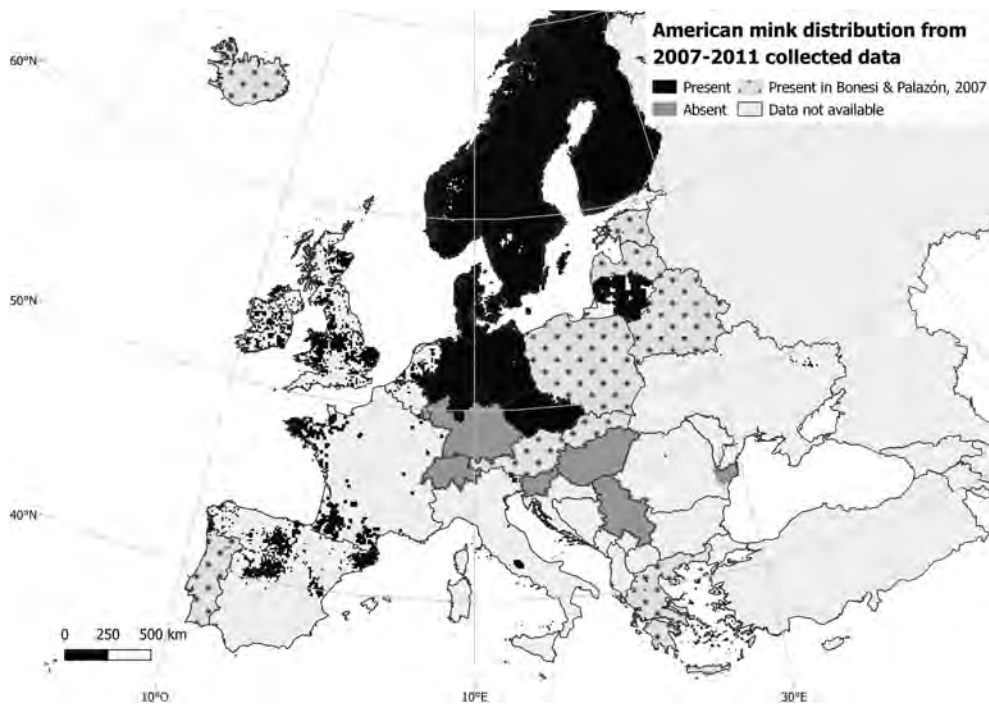 American mink distribution from
2007-2011 collected data
Present
Present in Bonesi & Palazón, 2007
Absent
Data not available
60°N
50°N
40°N
0 250 500 km
10°O
10°E
30°E